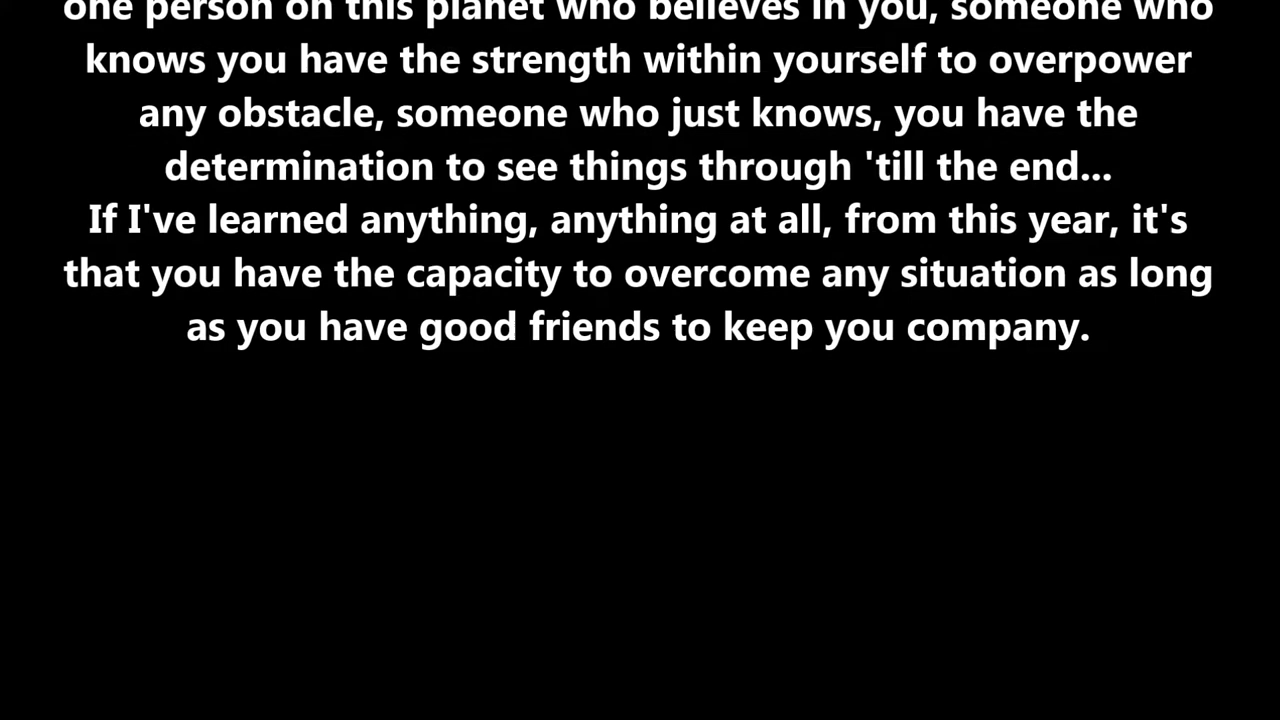 one person on this planet who believes in you, someone who
knows you have the strength within yourself to overpower
any obstacle, someone who just knows, you have the
determination to see things through 'till the end...
If I've learned anything, anything at all, from this year, it's
that you have the capacity to overcome any situation as long
as you have good friends to keep you company.